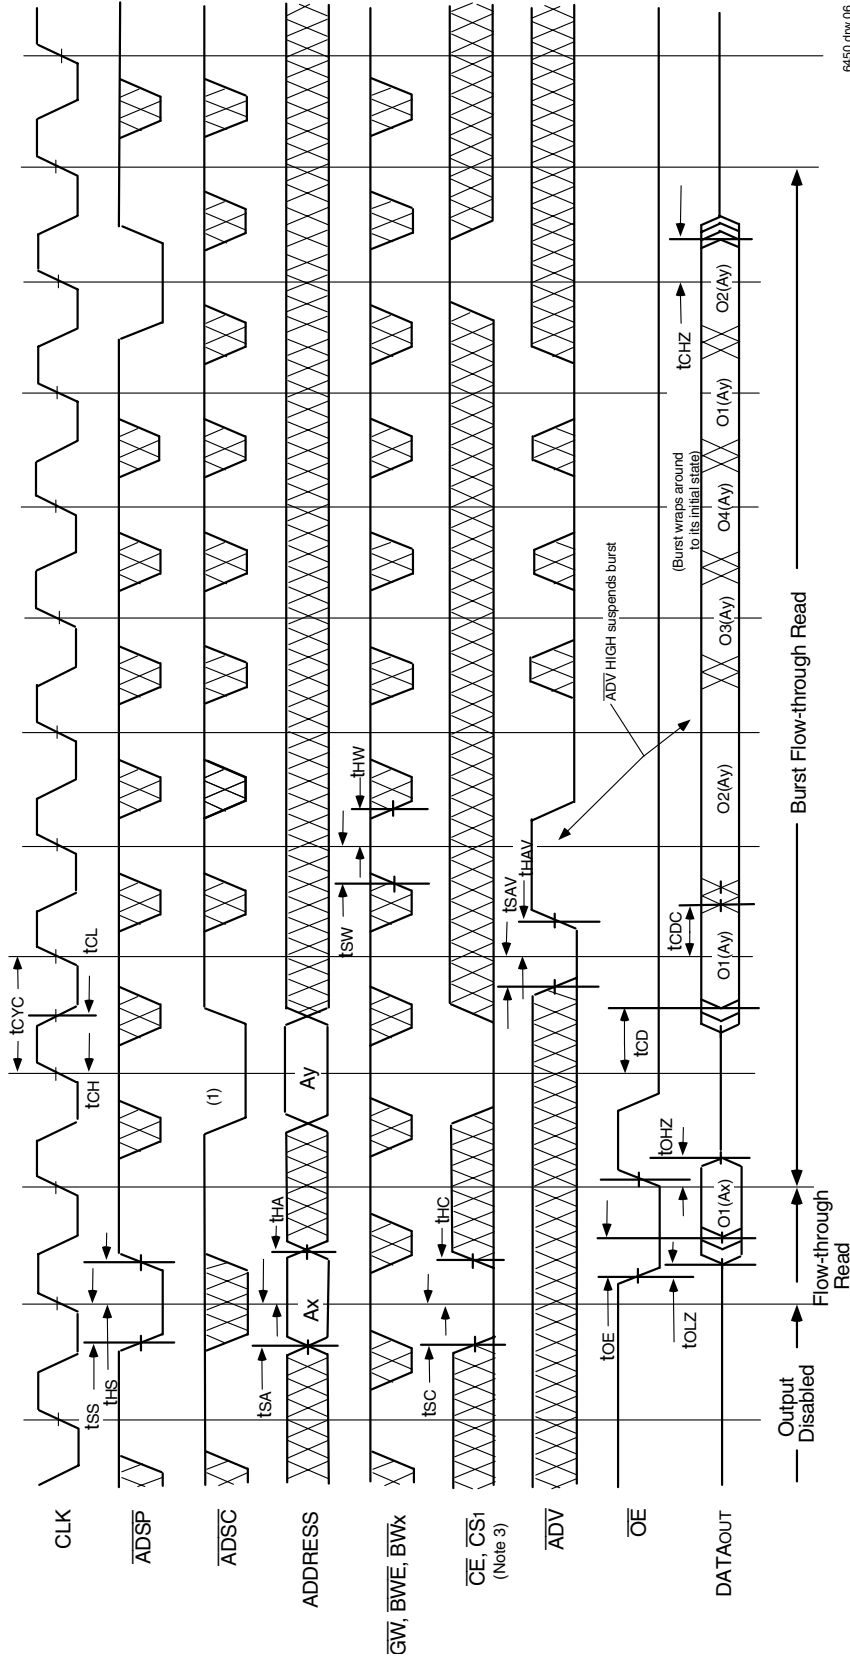 CLK
ADSP
ADSC
ADDRESS
GW, BWE, BWx
CE, CS1
(Note 3)
ADV
OE
DATAOUT
tCYC
tCH
tCL
tSS
tHS
(1)
tSA
tHA
Ax
Ay
tSW
tHW
tSC
tHC
tSAV
tHAV
ADV HIGH suspends burst
tOE
tOHZ
tOLZ
tCD
tCDC
(Burst wraps around
to its initial state)
tCHZ
O1(Ax)
O1(Ay)
O2(Ay)
O3(Ay)
O4(Ay)
O1(Ay)
O2(Ay)
Output
Disabled
Flow-through
Read
Burst Flow-through Read
6450 drw 06